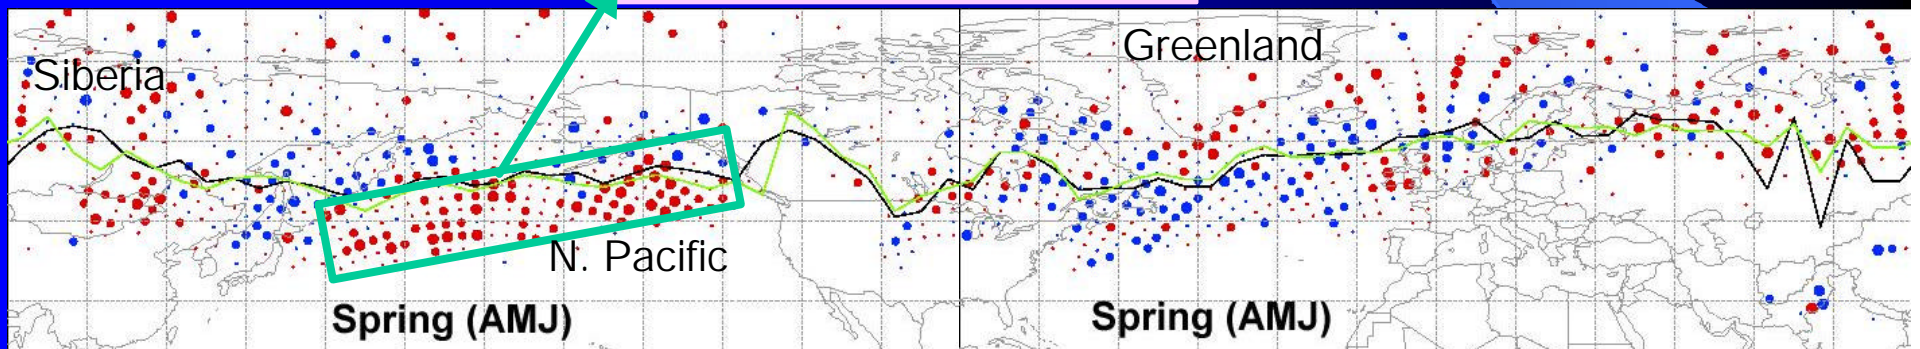 Siberia
Greenland
N. Pacific
Spring (AMJ)
Spring (AMJ)